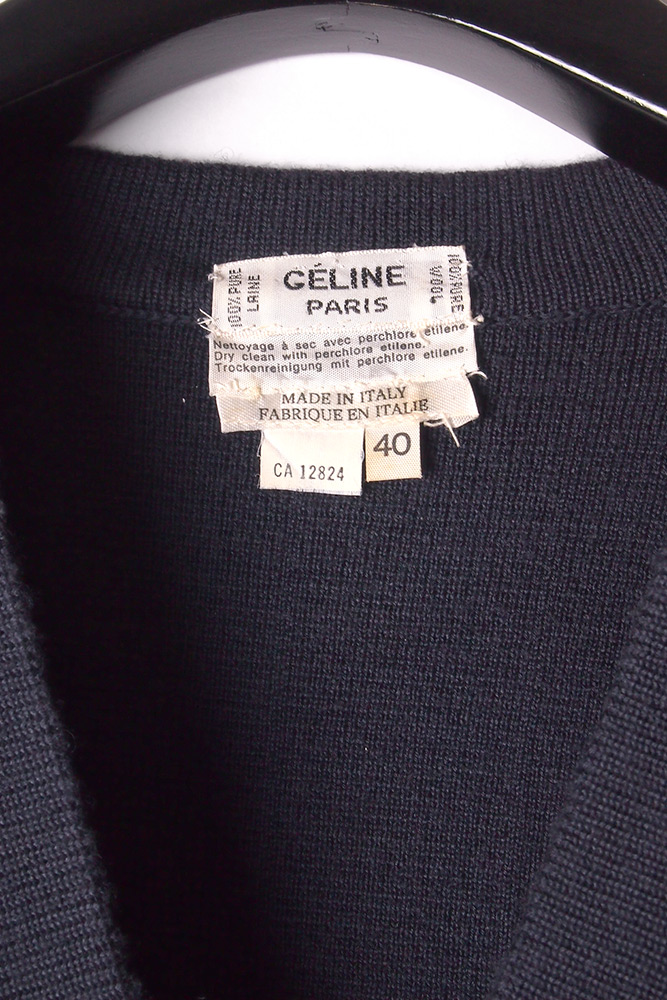 100% PURE
LAINE
CÉLINE
PARIS
100% PURE
WOOL
Nettoyage à sec avec perchlore etilene.
Dry clean with perchlore etilene.
Trockenreinigung mit perchlore etilene.
MADE IN ITALY
FABRIQUE EN ITALIE
40
CA 12824